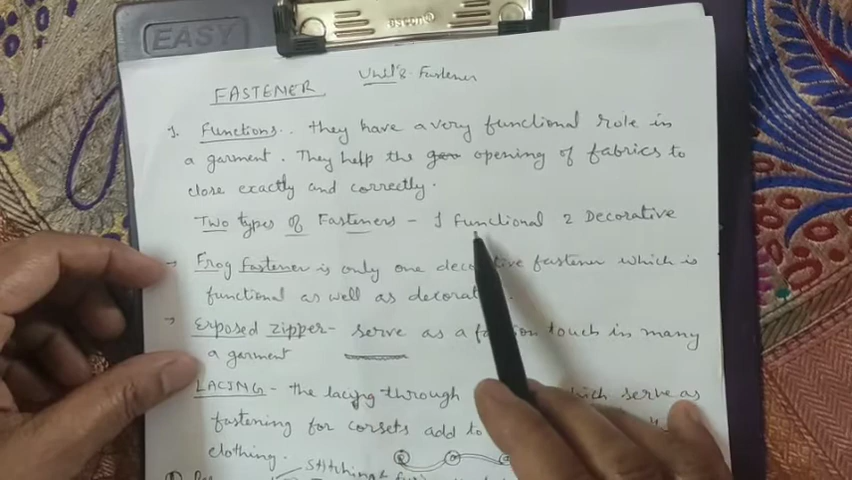 EASY
ascon
Unit 2 - Fastener
FASTENER
1. Functions.. They have a very functional role in
a garment. They help the opening of fabrics to
close exactly and correctly.
Two types of Fasteners - 1 Functional 2 Decorative
→ Frog fastener is only one fastener which is
functional as well as
→ Exposed zipper- serve as a touch in many
a garment
LACING - the lacing through which serve as
fastening for corsets add to
clothing.
stitching